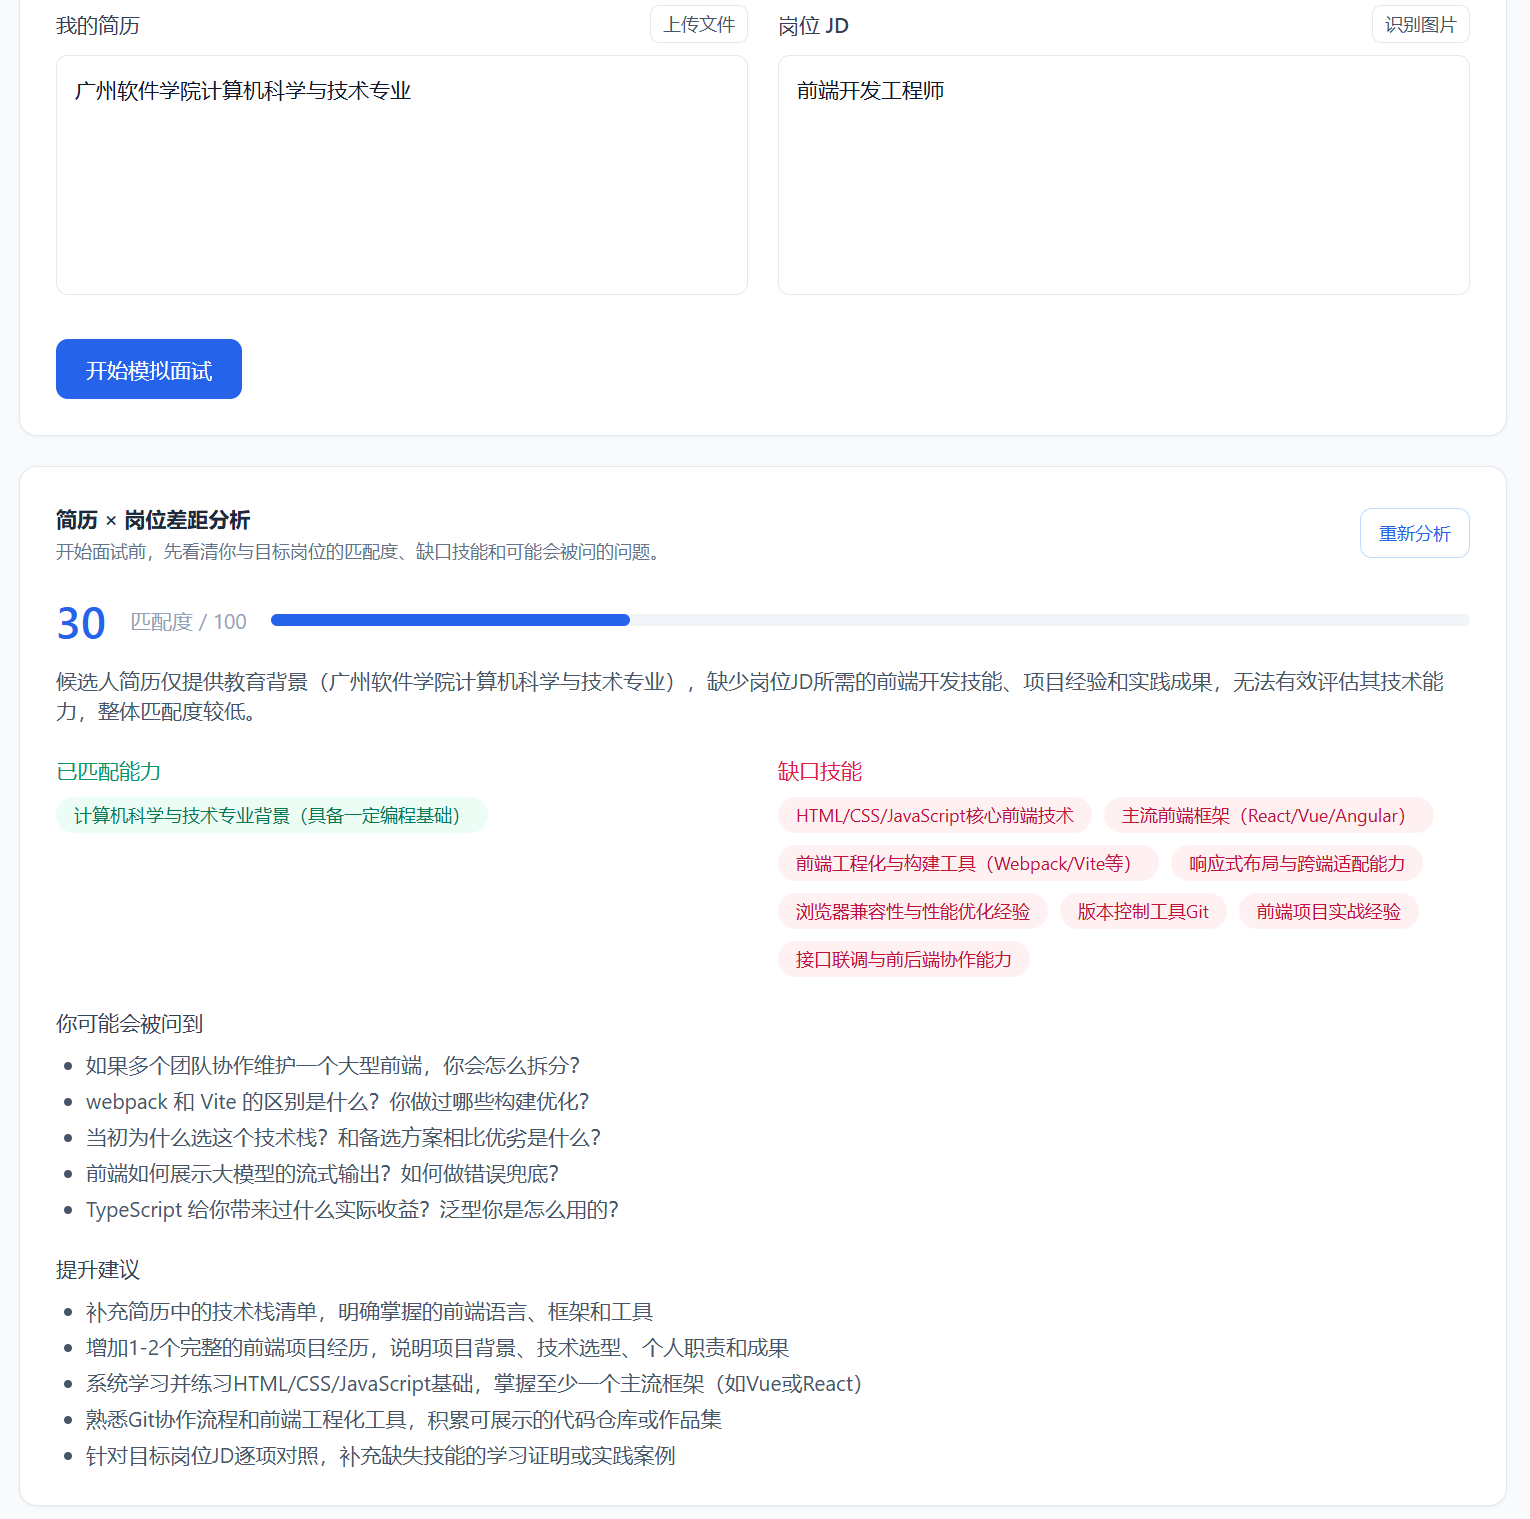 我的简历
上传文件
岗位 JD
识别图片
广州软件学院计算机科学与技术专业
前端开发工程师
开始模拟面试
简历 × 岗位差距分析
开始面试前，先看清你与目标岗位的匹配度、缺口技能和可能会被问的问题。
重新分析
30
匹配度 / 100
候选人简历仅提供教育背景（广州软件学院计算机科学与技术专业），缺少岗位JD所需的前端开发技能、项目经验和实践成果，无法有效评估其技术能
力，整体匹配度较低。
已匹配能力
计算机科学与技术专业背景（具备一定编程基础）
缺口技能
HTML/CSS/JavaScript核心前端技术
主流前端框架（React/Vue/Angular）
前端工程化与构建工具（Webpack/Vite等）
响应式布局与跨端适配能力
浏览器兼容性与性能优化经验
版本控制工具Git
前端项目实战经验
接口联调与前后端协作能力
你可能会被问到
如果多个团队协作维护一个大型前端，你会怎么拆分？
webpack 和 Vite 的区别是什么？你做过哪些构建优化？
当初为什么选这个技术栈？和备选方案相比优劣是什么？
前端如何展示大模型的流式输出？如何做错误兜底？
TypeScript 给你带来过什么实际收益？泛型你是怎么用的？
提升建议
补充简历中的技术栈清单，明确掌握的前端语言、框架和工具
增加1-2个完整的前端项目经历，说明项目背景、技术选型、个人职责和成果
系统学习并练习HTML/CSS/JavaScript基础，掌握至少一个主流框架（如Vue或React）
熟悉Git协作流程和前端工程化工具，积累可展示的代码仓库或作品集
针对目标岗位JD逐项对照，补充缺失技能的学习证明或实践案例